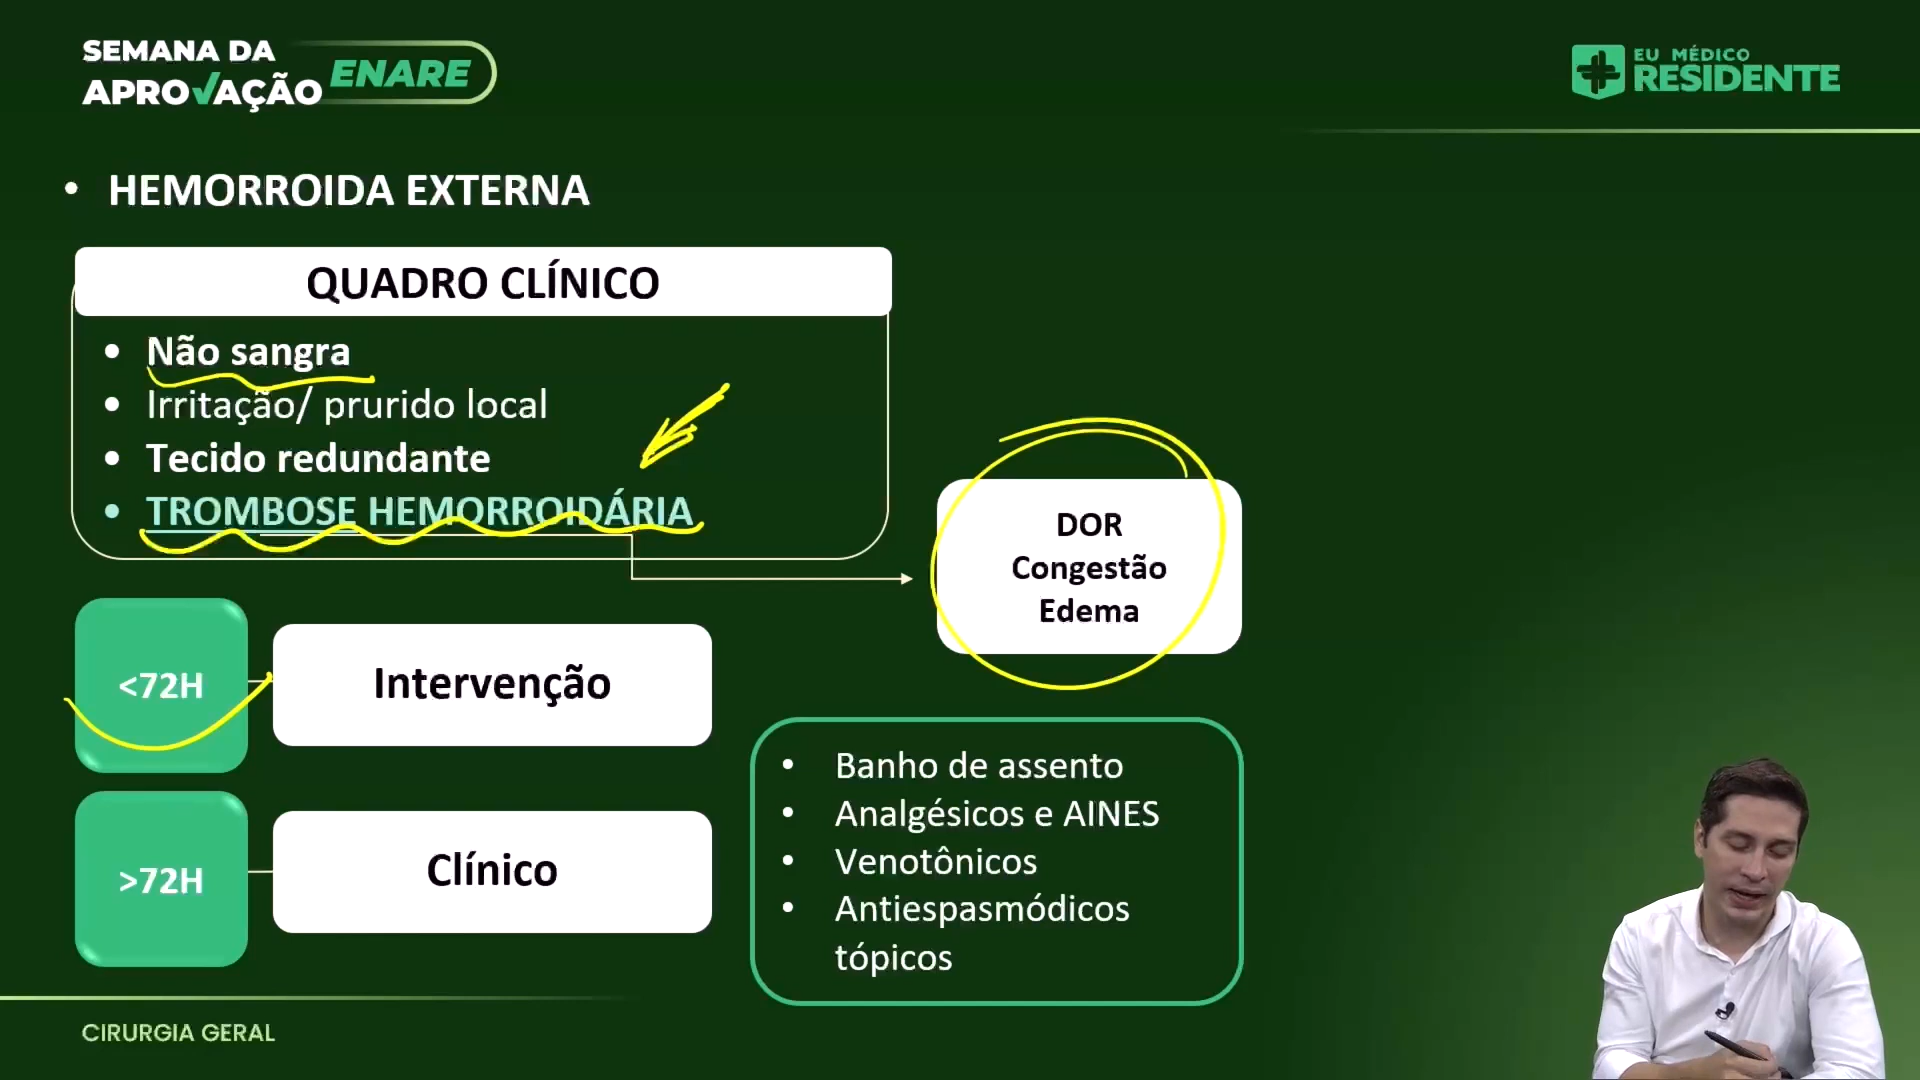 SEMANA DA
APROVAÇÃO
ENARE
EU MÉDICO
RESIDENTE
• HEMORROIDA EXTERNA
QUADRO CLÍNICO
• Não sangra
• Irritação/ prurido local
• Tecido redundante
• TROMBOSE HEMORROIDÁRIA
DOR
Congestão
Edema
<72H
Intervenção
>72H
Clínico
• Banho de assento
• Analgésicos e AINES
• Venotônicos
• Antiespasmódicos
tópicos
CIRURGIA GERAL